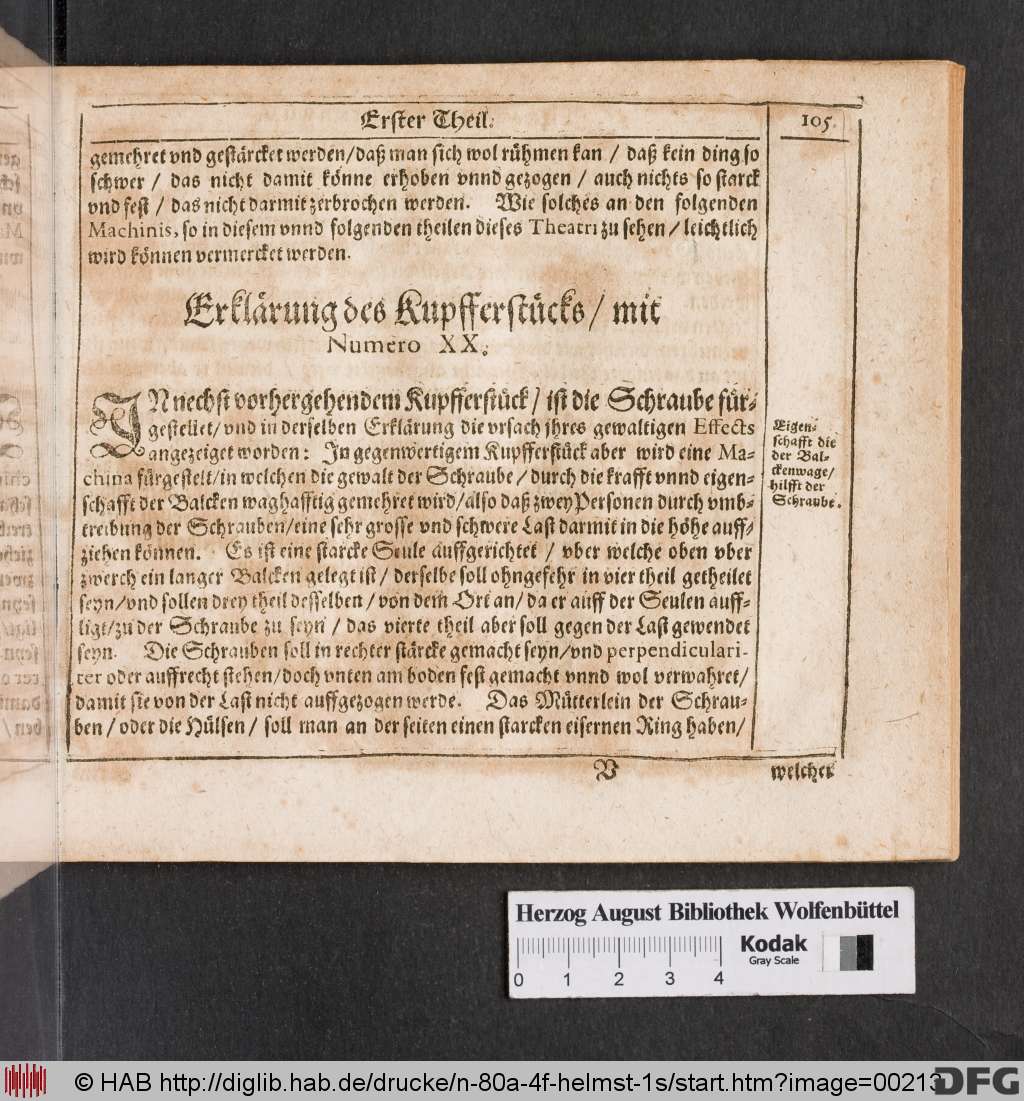 Erster Theil.
105.
gemehret vnd gestärcket werden/daß man sich wol rühmen kan / daß kein ding so
schwer / das nicht damit könne erhoben vnnd gezogen / auch nichts so starck
vnd fest / das nicht darmit zerbrochen werden. Wie solches an den folgenden
Machinis, so in diesem vnnd folgenden theilen dieses Theatri zu sehen / leichtlich
wird können vermercket werden.
Erklärung des Kupfferstücks / mit
Numero XX.
IN nechst vorhergehendem Kupfferstück / ist die Schraube für-
gestellet/ vnd in derselben Erklärung die vrsach jhres gewaltigen Effects
angezeiget worden: In gegenwertigem Kupfferstück aber wird eine Ma-
china fürgestelt/in welchen die gewalt der Schraube / durch die krafft vnnd eigen-
schafft der Balcken waghafftig gemehret wird/also daß zwey Personen durch vmb-
treibung der Schrauben/eine sehr grosse vnd schwere Last darmit in die höhe auff-
ziehen können. Es ist eine starcke Seule auffgerichtet / vber welche oben vber
zwerch ein langer Balcken gelegt ist / derselbe soll ohngefehr in vier theil getheilet
seyn/vnd sollen drey theil desselben / von dem Ort an/ da er auff der Seulen auff-
ligt/zu der Schraube zu seyn / das vierte theil aber soll gegen der Last gewendet
seyn. Die Schrauben soll in rechter stärcke gemacht seyn/vnd perpendiculari-
ter oder auffrecht stehen/doch vnten am boden fest gemacht vnnd wol verwahret/
damit sie von der Last nicht auffgezogen werde. Das Mütterlein der Schrau-
ben / oder die Hülsen / soll man an der seiten einen starcken eisernen Ring haben/
Eigen-
schafft die
der Bal-
ckenwage/
hilfft der
Schraube.
V
welcher
Herzog August Bibliothek Wolfenbüttel
Kodak
Gray Scale
0 1 2 3 4
© HAB http://diglib.hab.de/drucke/n-80a-4f-helmst-1s/start.htm?image=00213
DFG